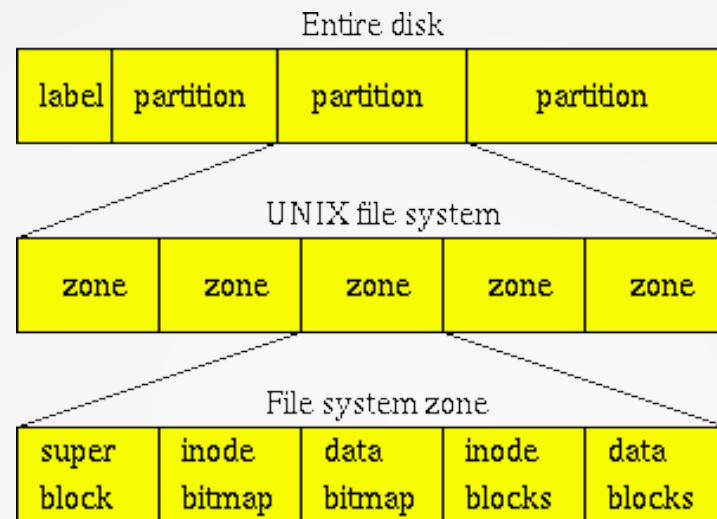 Entire disk
label partition partition partition
UNIX file system
zone zone zone zone zone
File system zone
super inode data inode data
block bitmap bitmap blocks blocks